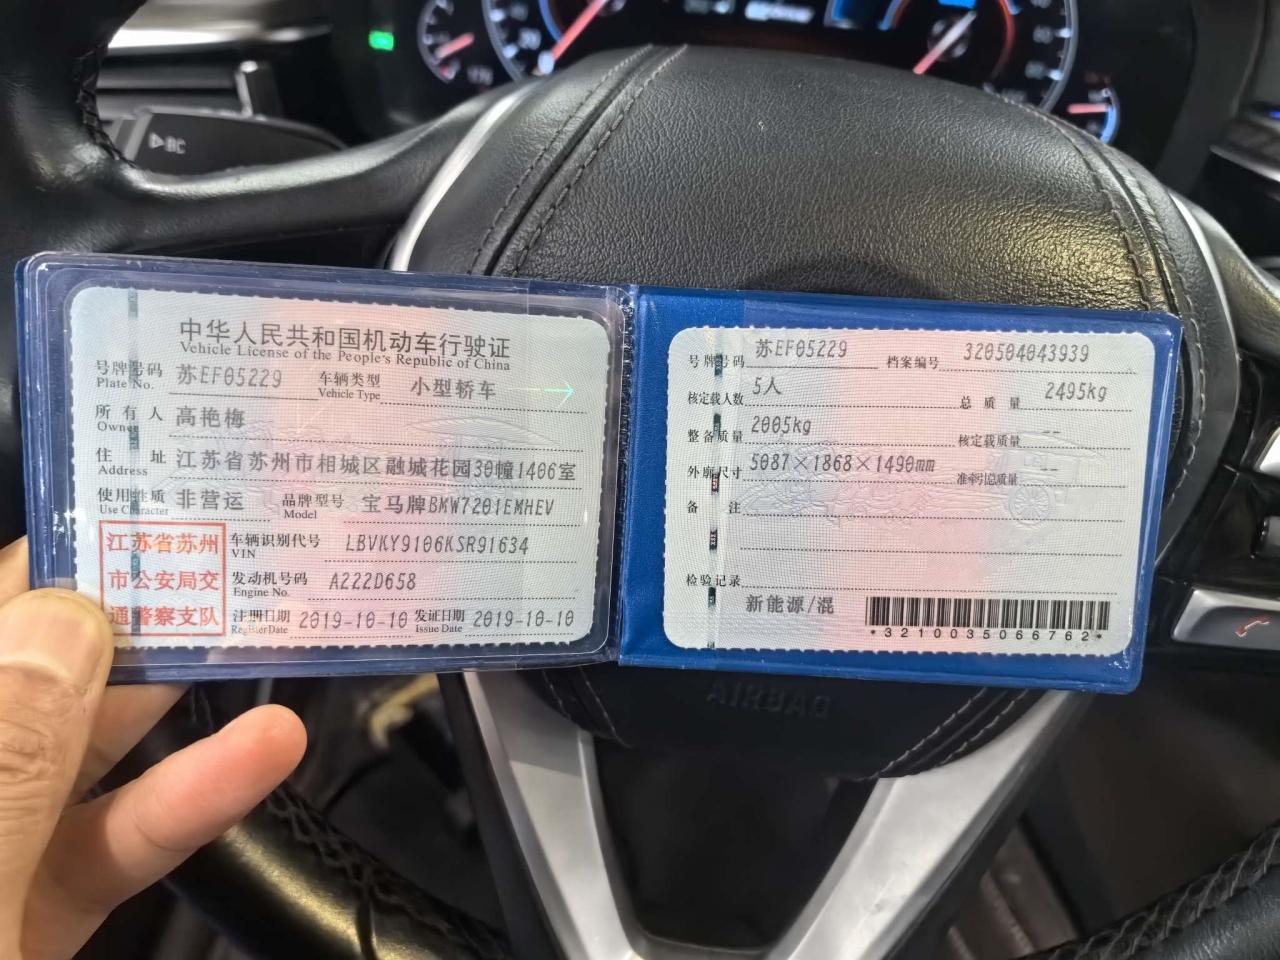 ▷BC
中华人民共和国机动车行驶证
Vehicle License of the People's Republic of China
号牌号码 苏EF05229 车辆类型 小型轿车
Plate No. Vehicle Type
所有人 高艳梅
Owner
住址 江苏省苏州市相城区融城花园30幢1406室
Address
使用性质 非营运 品牌型号 宝马牌BMW7201EMHEV
Use Character Model
江苏省苏州
市公安局交
通警察支队
车辆识别代号 LBVKY9106KSR91634
VIN
发动机号码 A222D658
Engine No.
注册日期 2019-10-10 发证日期 2019-10-10
Register Date Issue Date
号牌号码 苏EF05229 档案编号 320504043939
核定载人数 5人 总质量 2495kg
整备质量 2005kg 核定载质量 --
外廓尺寸 5087×1868×1490mm 准牵引总质量 --
备注
检验记录
新能源/混
*3210035066762*
AIRBAG